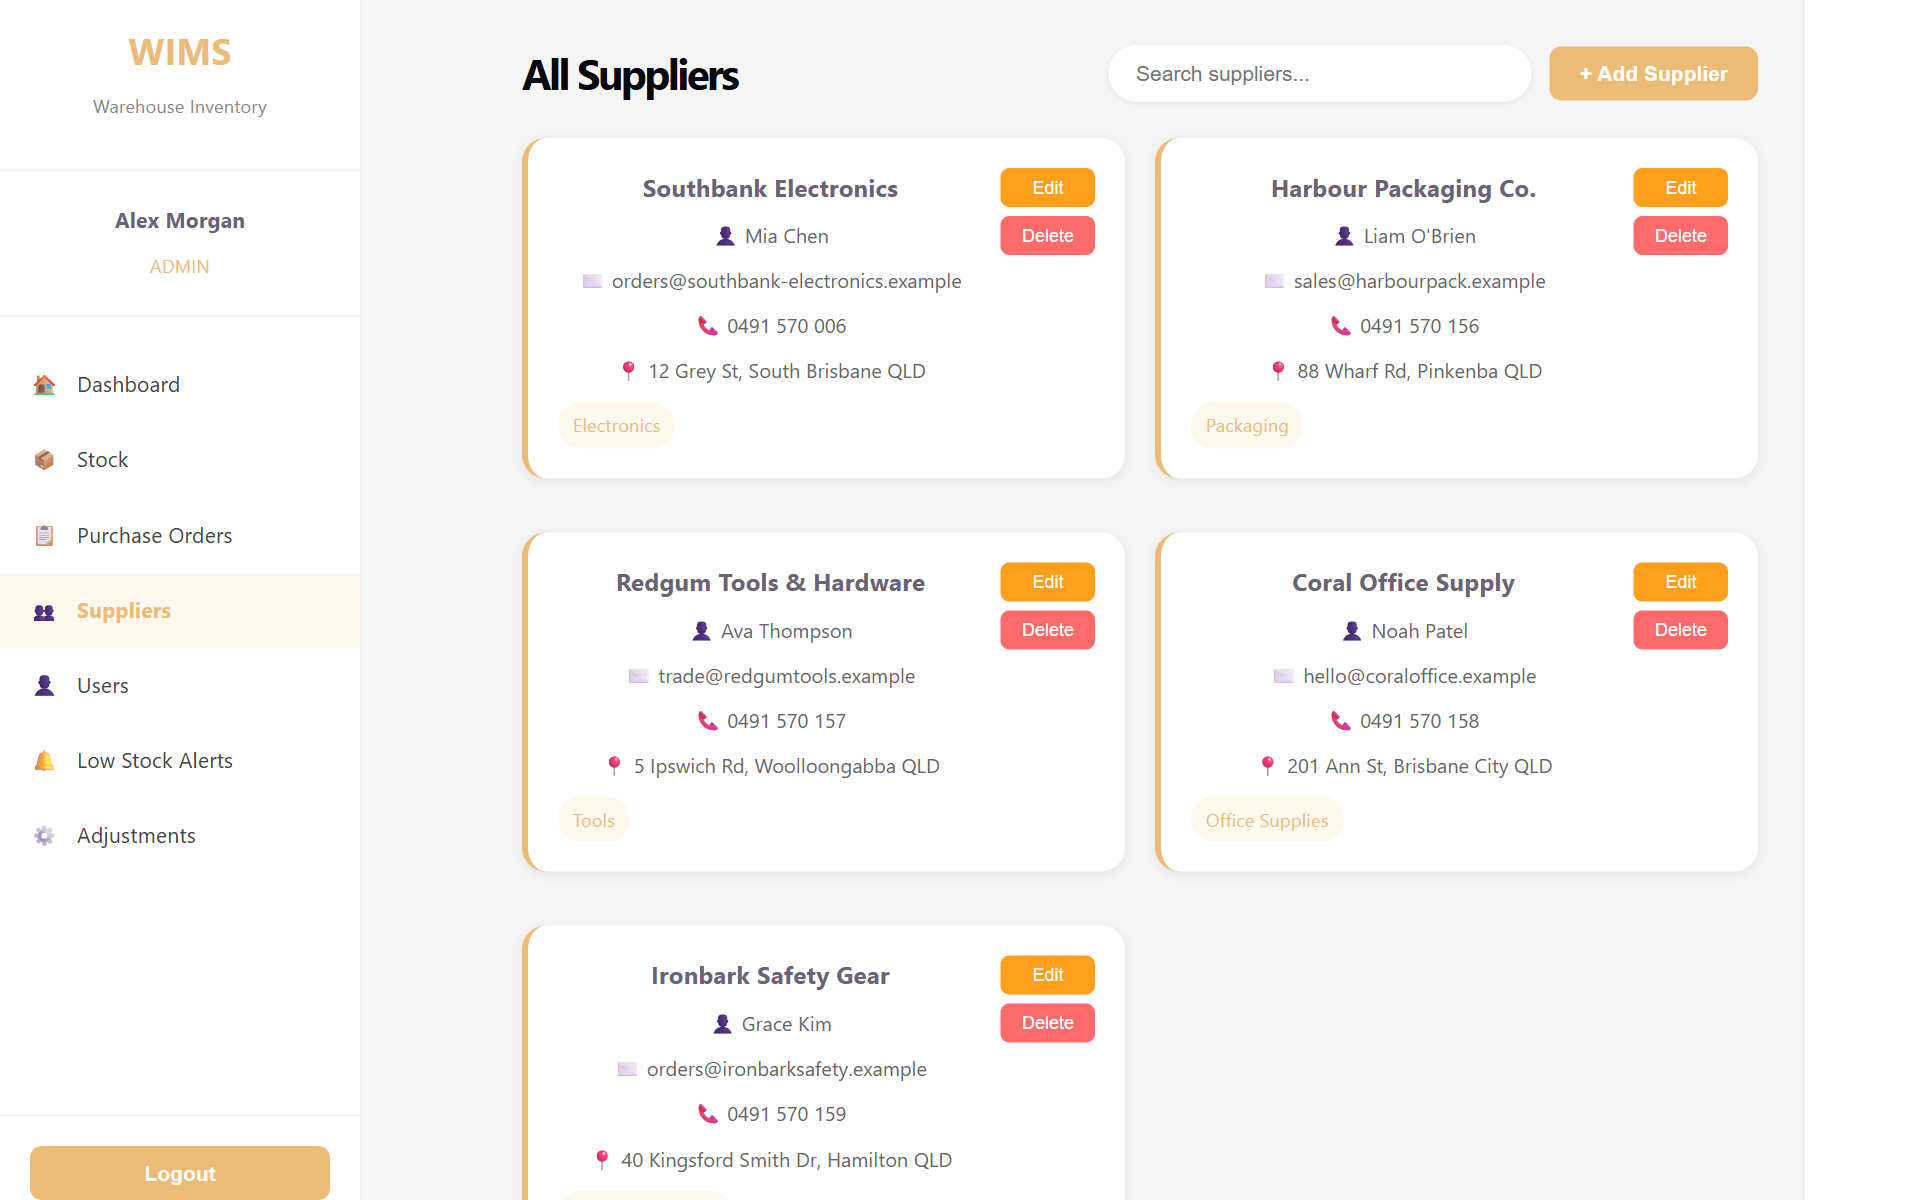 WIMS
Warehouse Inventory
Alex Morgan
ADMIN
Dashboard
Stock
Purchase Orders
Suppliers
Users
Low Stock Alerts
Adjustments
Logout
All Suppliers
Search suppliers...
+ Add Supplier
Southbank Electronics
Edit
Delete
Mia Chen
orders@southbank-electronics.example
0491 570 006
12 Grey St, South Brisbane QLD
Electronics
Harbour Packaging Co.
Edit
Delete
Liam O'Brien
sales@harbourpack.example
0491 570 156
88 Wharf Rd, Pinkenba QLD
Packaging
Redgum Tools & Hardware
Edit
Delete
Ava Thompson
trade@redgumtools.example
0491 570 157
5 Ipswich Rd, Woolloongabba QLD
Tools
Coral Office Supply
Edit
Delete
Noah Patel
hello@coraloffice.example
0491 570 158
201 Ann St, Brisbane City QLD
Office Supplies
Ironbark Safety Gear
Edit
Delete
Grace Kim
orders@ironbarksafety.example
0491 570 159
40 Kingsford Smith Dr, Hamilton QLD